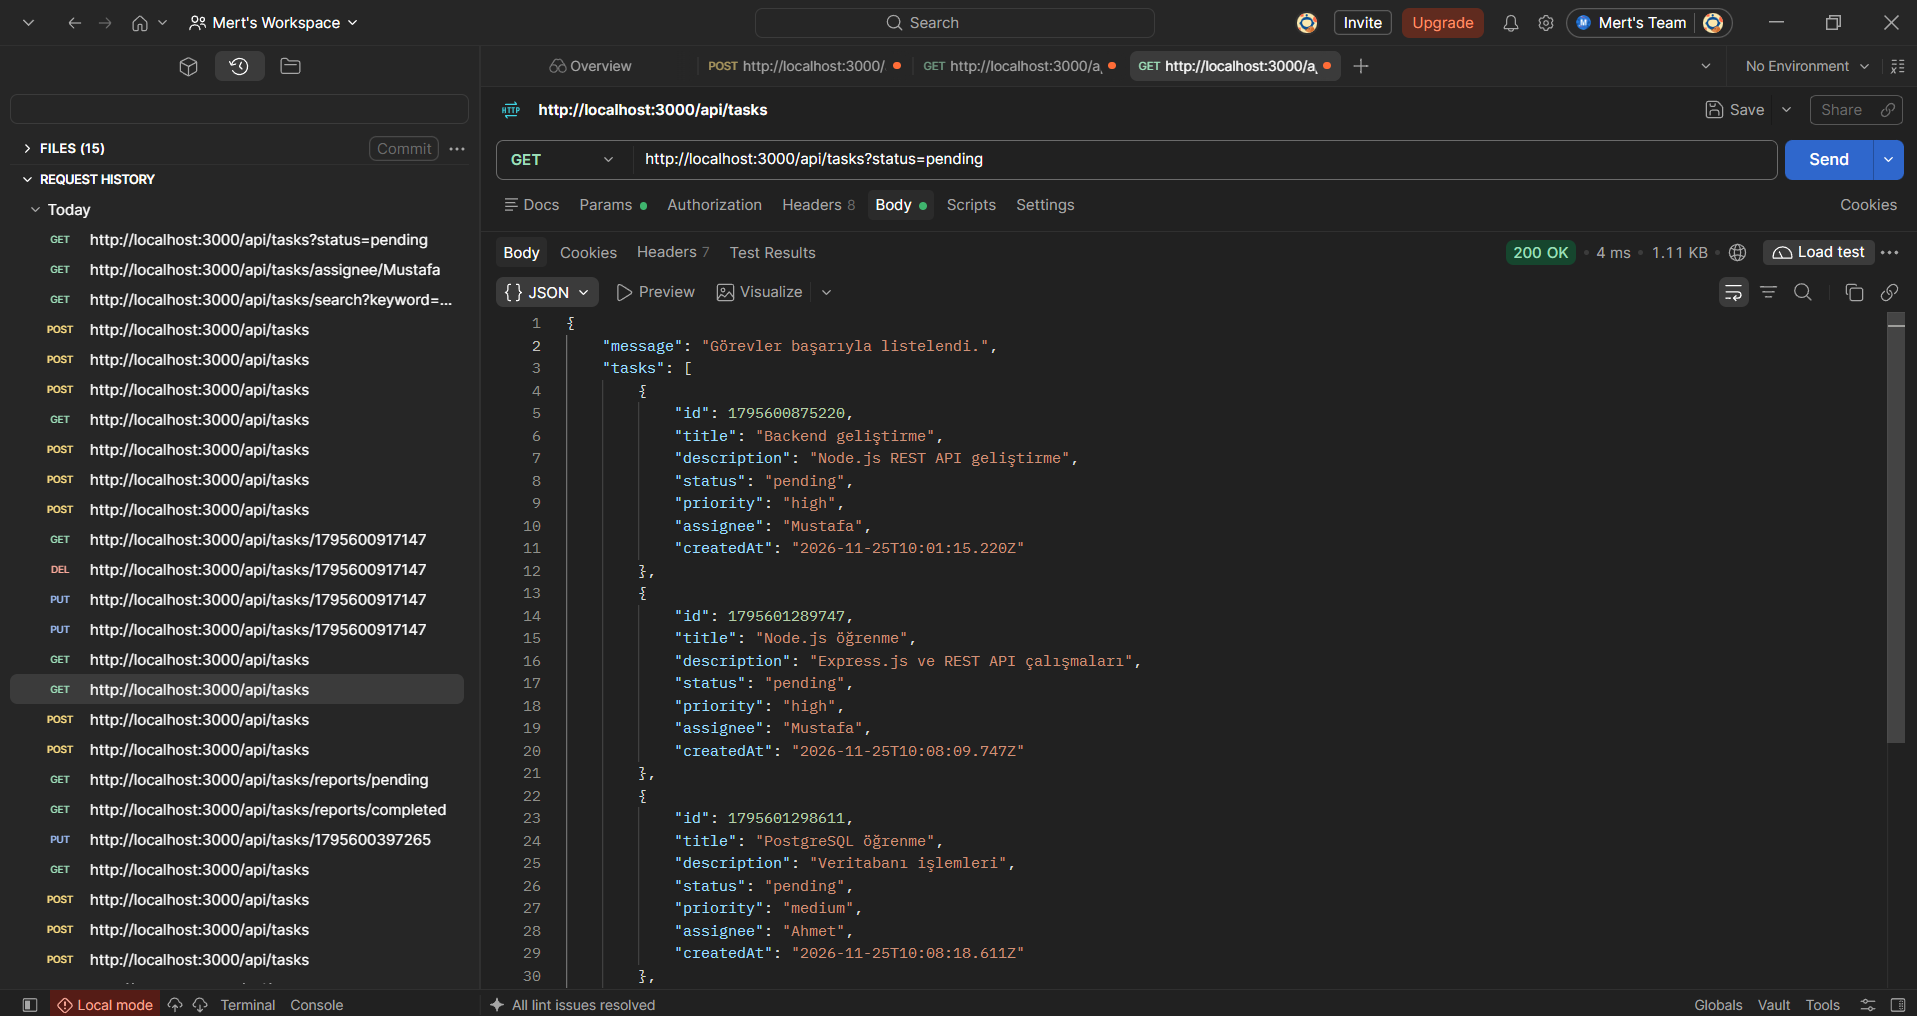 Mert's Workspace
Search
Invite
Upgrade
M Mert's Team
Overview
POST http://localhost:3000/
GET http://localhost:3000/a
GET http://localhost:3000/a
No Environment
HTTP http://localhost:3000/api/tasks
Save
Share
FILES (15)
Commit
REQUEST HISTORY
Today
GET http://localhost:3000/api/tasks?status=pending
GET http://localhost:3000/api/tasks/assignee/Mustafa
GET http://localhost:3000/api/tasks/search?keyword=...
POST http://localhost:3000/api/tasks
POST http://localhost:3000/api/tasks
POST http://localhost:3000/api/tasks
GET http://localhost:3000/api/tasks
POST http://localhost:3000/api/tasks
POST http://localhost:3000/api/tasks
POST http://localhost:3000/api/tasks
GET http://localhost:3000/api/tasks/1795600917147
DEL http://localhost:3000/api/tasks/1795600917147
PUT http://localhost:3000/api/tasks/1795600917147
PUT http://localhost:3000/api/tasks/1795600917147
GET http://localhost:3000/api/tasks
GET http://localhost:3000/api/tasks
POST http://localhost:3000/api/tasks
POST http://localhost:3000/api/tasks
GET http://localhost:3000/api/tasks/reports/pending
GET http://localhost:3000/api/tasks/reports/completed
PUT http://localhost:3000/api/tasks/1795600397265
GET http://localhost:3000/api/tasks
POST http://localhost:3000/api/tasks
POST http://localhost:3000/api/tasks
POST http://localhost:3000/api/tasks
GET http://localhost:3000/api/tasks?status=pending
Send
Docs Params Authorization Headers 8 Body Scripts Settings Cookies
Body Cookies Headers 7 Test Results
200 OK • 4 ms • 1.11 KB • Load test
{} JSON Preview Visualize
1 {
2 "message": "Görevler başarıyla listelendi.",
3 "tasks": [
4 {
5 "id": 1795600875220,
6 "title": "Backend geliştirme",
7 "description": "Node.js REST API geliştirme",
8 "status": "pending",
9 "priority": "high",
10 "assignee": "Mustafa",
11 "createdAt": "2026-11-25T10:01:15.220Z"
12 },
13 {
14 "id": 1795601289747,
15 "title": "Node.js öğrenme",
16 "description": "Express.js ve REST API çalışmaları",
17 "status": "pending",
18 "priority": "high",
19 "assignee": "Mustafa",
20 "createdAt": "2026-11-25T10:08:09.747Z"
21 },
22 {
23 "id": 1795601298611,
24 "title": "PostgreSQL öğrenme",
25 "description": "Veritabanı işlemleri",
26 "status": "pending",
27 "priority": "medium",
28 "assignee": "Ahmet",
29 "createdAt": "2026-11-25T10:08:18.611Z"
30 },
Local mode Terminal Console
All lint issues resolved
Globals Vault Tools